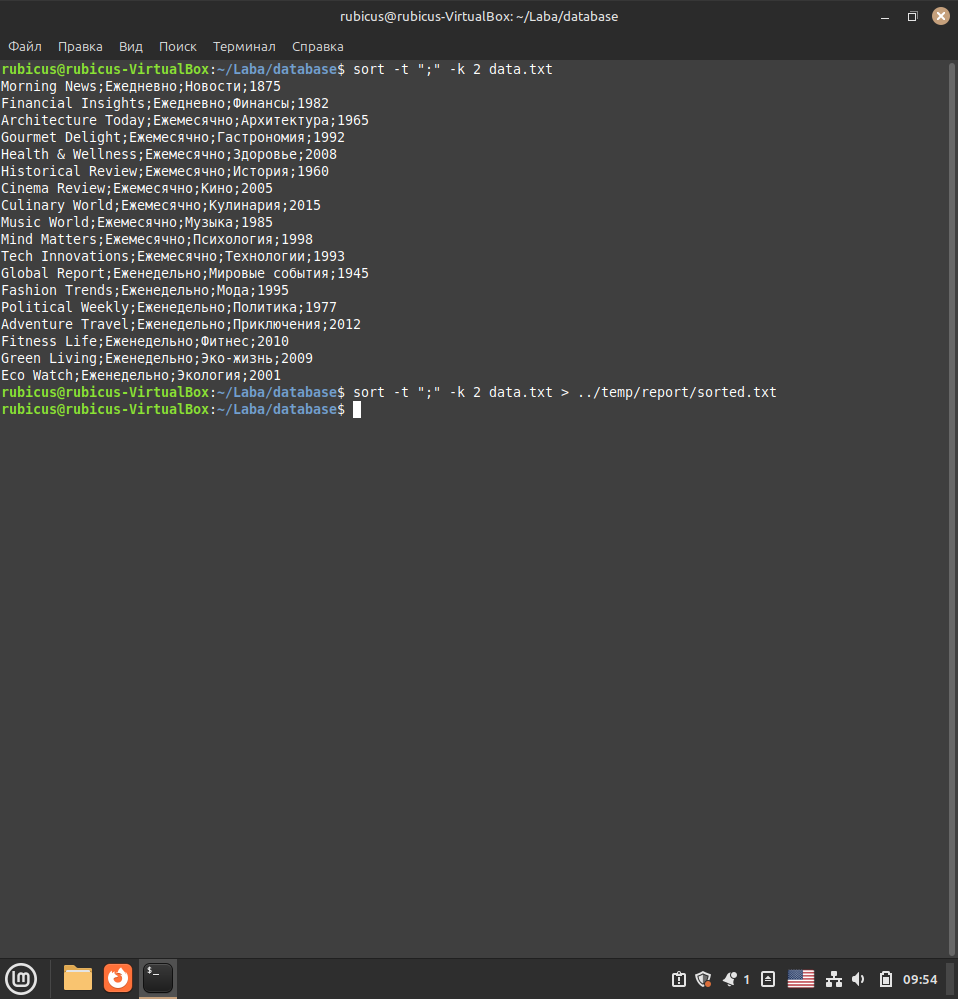 rubicus@rubicus-VirtualBox: ~/Laba/database
Файл Правка Вид Поиск Терминал Справка
rubicus@rubicus-VirtualBox:~/Laba/database$ sort -t ";" -k 2 data.txt
Morning News;Ежедневно;Новости;1875
Financial Insights;Ежедневно;Финансы;1982
Architecture Today;Ежемесячно;Архитектура;1965
Gourmet Delight;Ежемесячно;Гастрономия;1992
Health & Wellness;Ежемесячно;Здоровье;2008
Historical Review;Ежемесячно;История;1960
Cinema Review;Ежемесячно;Кино;2005
Culinary World;Ежемесячно;Кулинария;2015
Music World;Ежемесячно;Музыка;1985
Mind Matters;Ежемесячно;Психология;1998
Tech Innovations;Ежемесячно;Технологии;1993
Global Report;Еженедельно;Мировые события;1945
Fashion Trends;Еженедельно;Мода;1995
Political Weekly;Еженедельно;Политика;1977
Adventure Travel;Еженедельно;Приключения;2012
Fitness Life;Еженедельно;Фитнес;2010
Green Living;Еженедельно;Эко-жизнь;2009
Eco Watch;Еженедельно;Экология;2001
rubicus@rubicus-VirtualBox:~/Laba/database$ sort -t ";" -k 2 data.txt > ../temp/report/sorted.txt
rubicus@rubicus-VirtualBox:~/Laba/database$
1 09:54